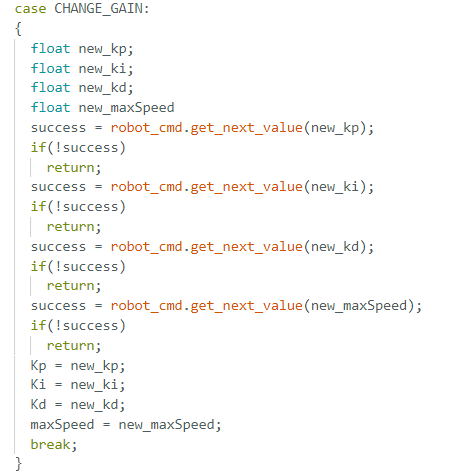 case CHANGE_GAIN:
{
float new_kp;
float new_ki;
float new_kd;
float new_maxSpeed
success = robot_cmd.get_next_value(new_kp);
if(!success)
return;
success = robot_cmd.get_next_value(new_ki);
if(!success)
return;
success = robot_cmd.get_next_value(new_kd);
if(!success)
return;
success = robot_cmd.get_next_value(new_maxSpeed);
if(!success)
return;
Kp = new_kp;
Ki = new_ki;
Kd = new_kd;
maxSpeed = new_maxSpeed;
break;
}